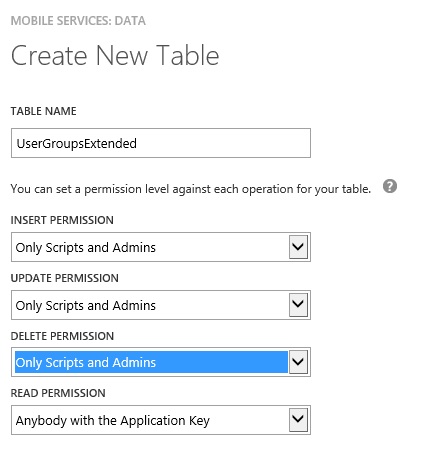 MOBILE SERVICES: DATA
Create New Table
TABLE NAME
UserGroupsExtended
You can set a permission level against each operation for your table. ?
INSERT PERMISSION
Only Scripts and Admins
UPDATE PERMISSION
Only Scripts and Admins
DELETE PERMISSION
Only Scripts and Admins
READ PERMISSION
Anybody with the Application Key